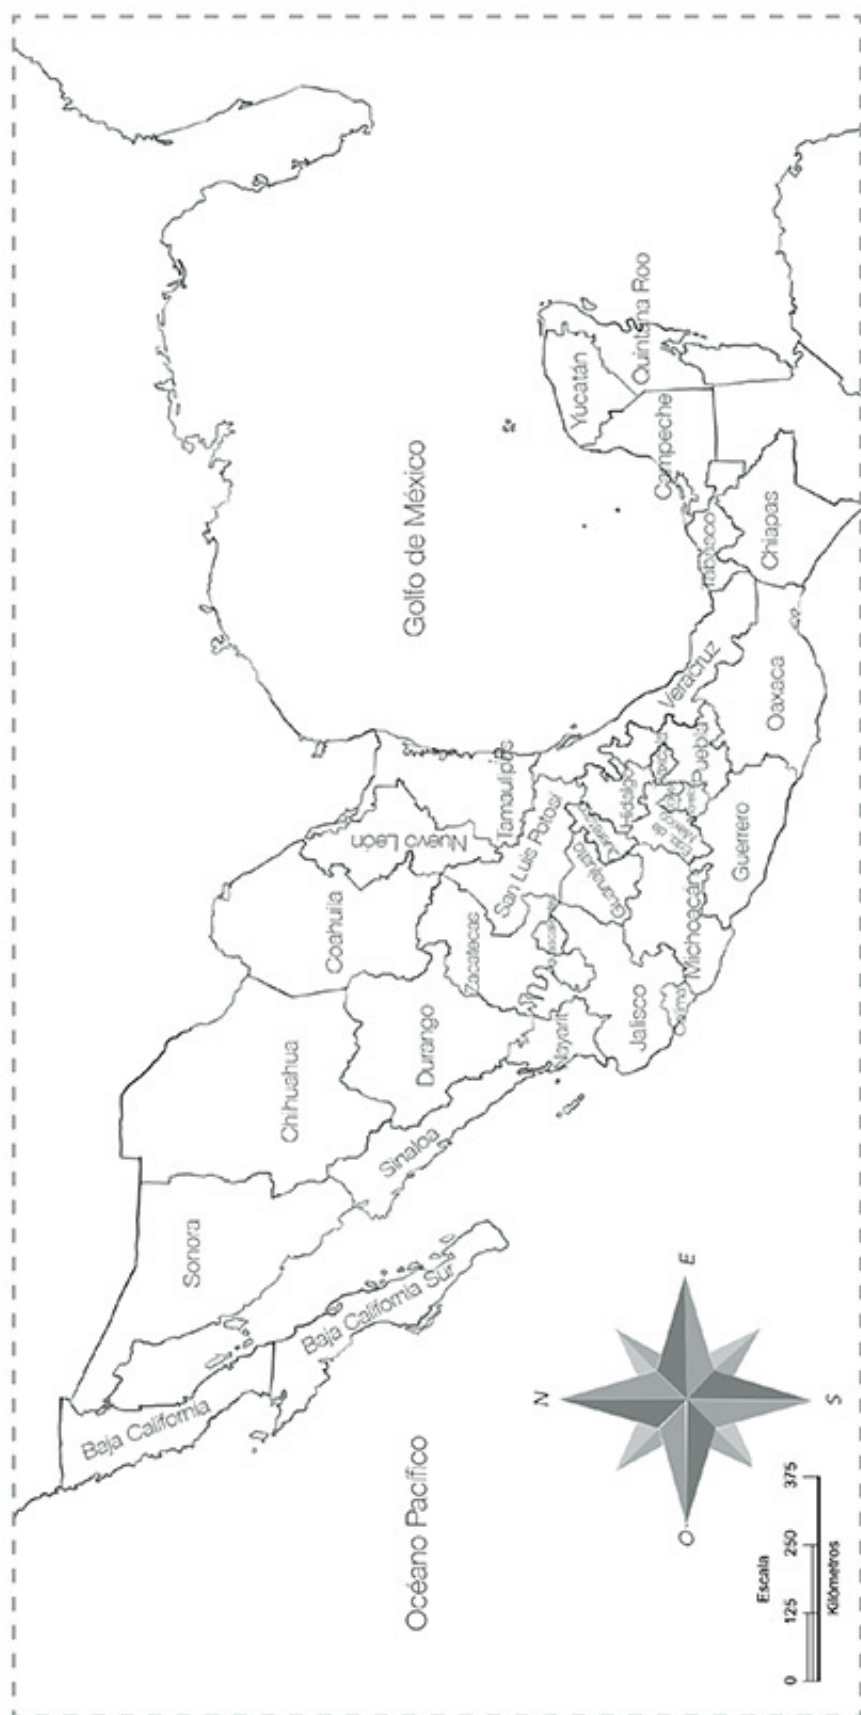 Golfo de México
Océano Pacífico
Baja California
Baja California Sur
Sonora
Chihuahua
Sinaloa
Durango
Coahuila
Nuevo León
Tamaulipas
Zacatecas
San Luis Potosí
Nayarit
Jalisco
Colima
Michoacán
Guanajuato
Hidalgo
Puebla
Veracruz
Guerrero
Oaxaca
Tabasco
Chiapas
Campeche
Yucatán
Quintana Roo
N
E
S
O
Escala
0 125 250 375
Kilómetros